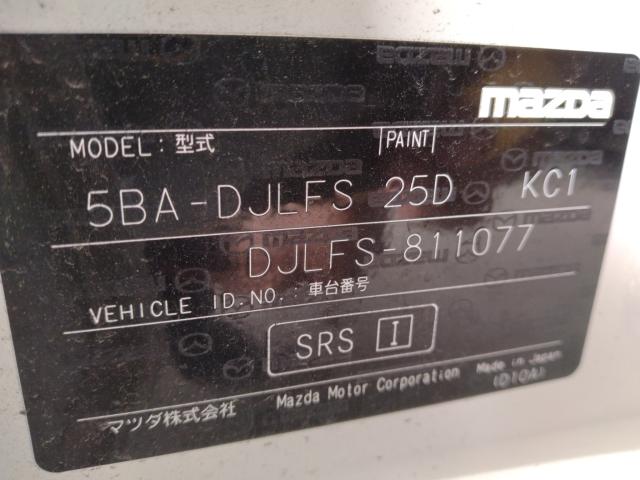 mazda
MODEL : 型式 PAINT
5BA-DJLFS 25D KC1
DJLFS-811077
VEHICLE ID.NO. : 車台番号
SRS I
マツダ株式会社 Mazda Motor Corporation Made in Japan
(D10A)